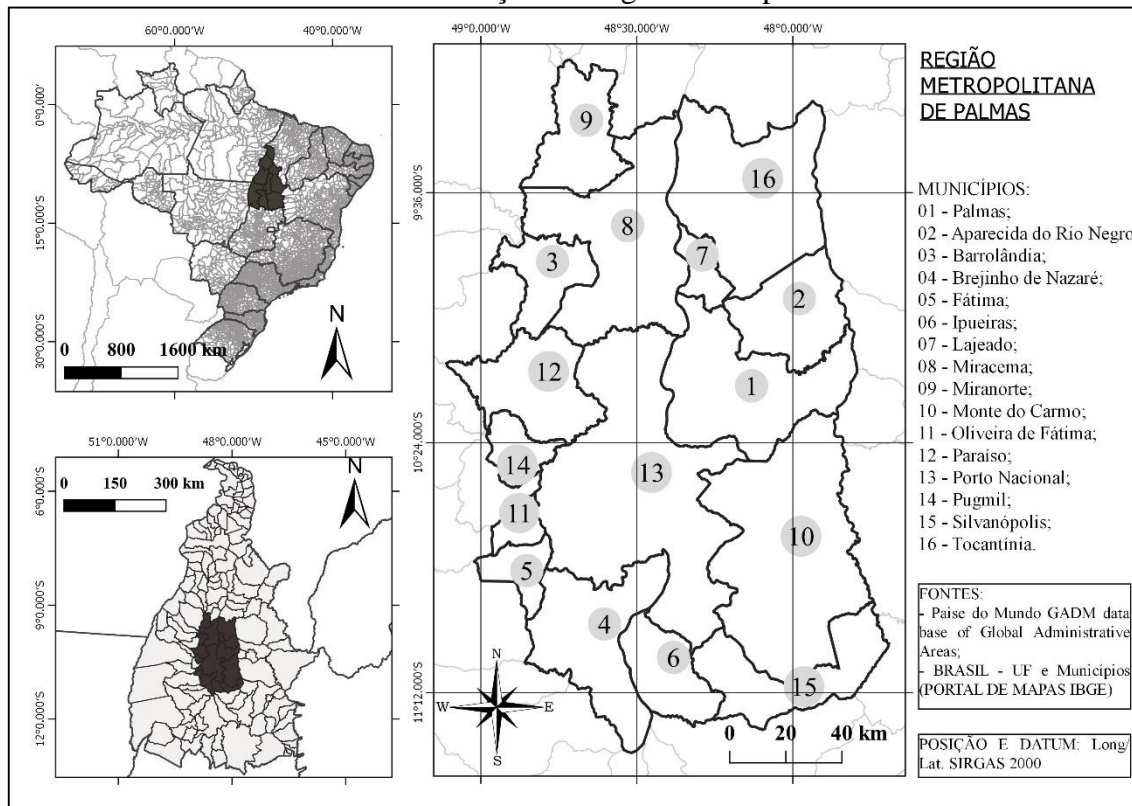 60°0.000'W 40°0.000'W
0°0.000'
15°0.000'S
30°0.000'S
N
0 800 1600 km
51°0.000'W 48°0.000'W 45°0.000'W
6°0.000'S
9°0.000'S
12°0.000'S
0 150 300 km
N
49°0.000'W 48°30.000'W 48°0.000'W
9°36.000'S
10°24.000'S
11°12.000'S
9
16
8
7
3
2
12
1
14
13
11
10
5
4
6
15
N
W E
S
0 20 40 km
REGIÃO
METROPOLITANA
DE PALMAS
MUNICÍPIOS:
01 - Palmas;
02 - Aparecida do Rio Negro
03 - Barrolândia;
04 - Brejinho de Nazaré;
05 - Fátima;
06 - Ipueiras;
07 - Lajeado;
08 - Miracema;
09 - Miranorte;
10 - Monte do Carmo;
11 - Oliveira de Fátima;
12 - Paraíso;
13 - Porto Nacional;
14 - Pugmil;
15 - Silvanópolis;
16 - Tocantínia.
FONTES:
- Paise do Mundo GADM data
base of Global Administrative
Areas;
- BRASIL - UF e Municípios
(PORTAL DE MAPAS IBGE)
POSIÇÃO E DATUM: Long/
Lat. SIRGAS 2000